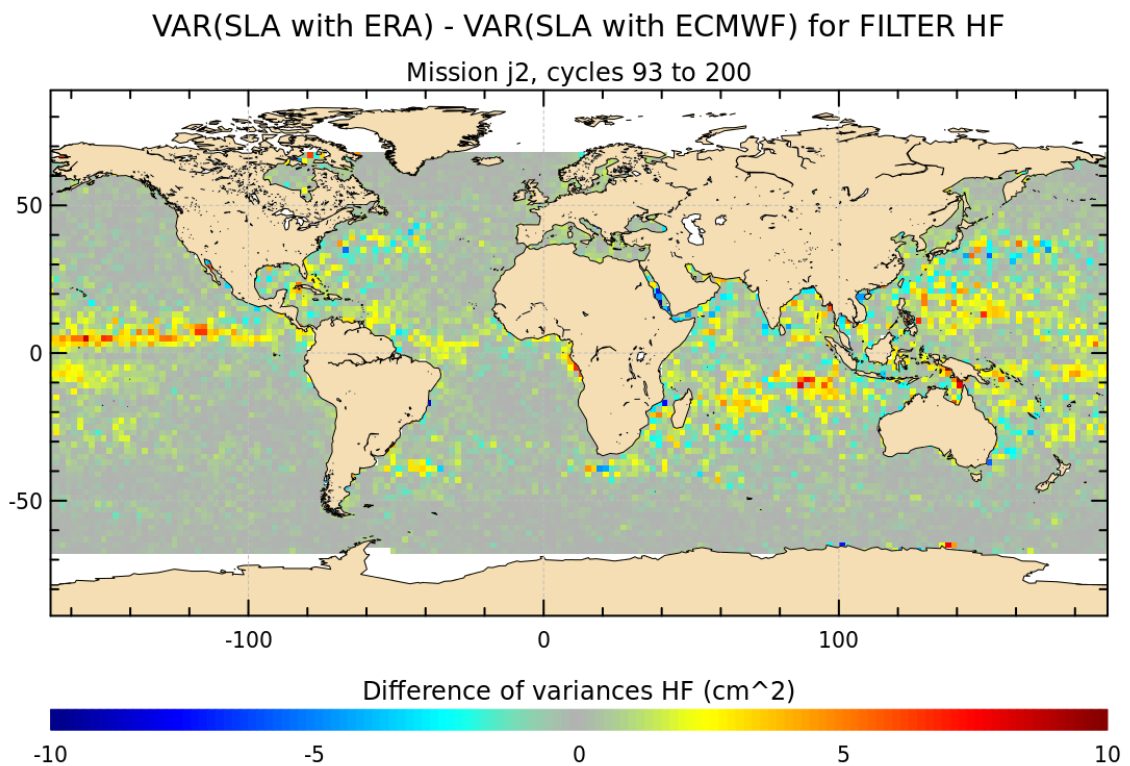 VAR(SLA with ERA) - VAR(SLA with ECMWF) for FILTER HF
Mission j2, cycles 93 to 200
50
0
-50
-100 0 100
Difference of variances HF (cm^2)
-10 -5 0 5 10